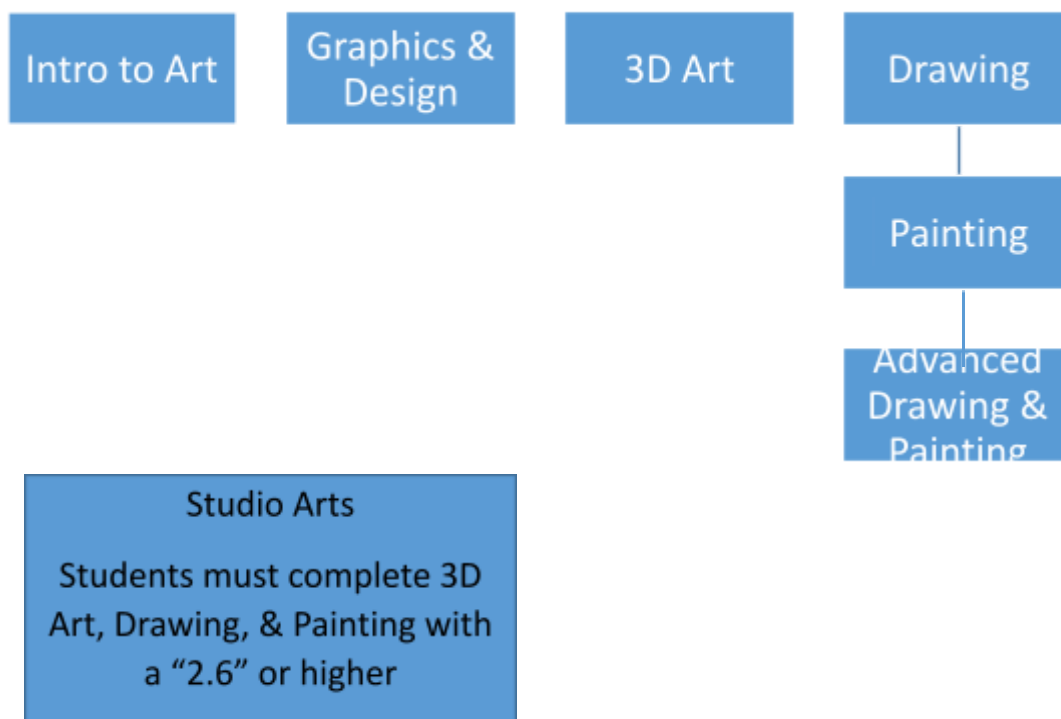 Intro to Art
Graphics &
Design
3D Art
Drawing
Painting
Advanced
Drawing &
Painting
Studio Arts
Students must complete 3D
Art, Drawing, & Painting with
a “2.6” or higher